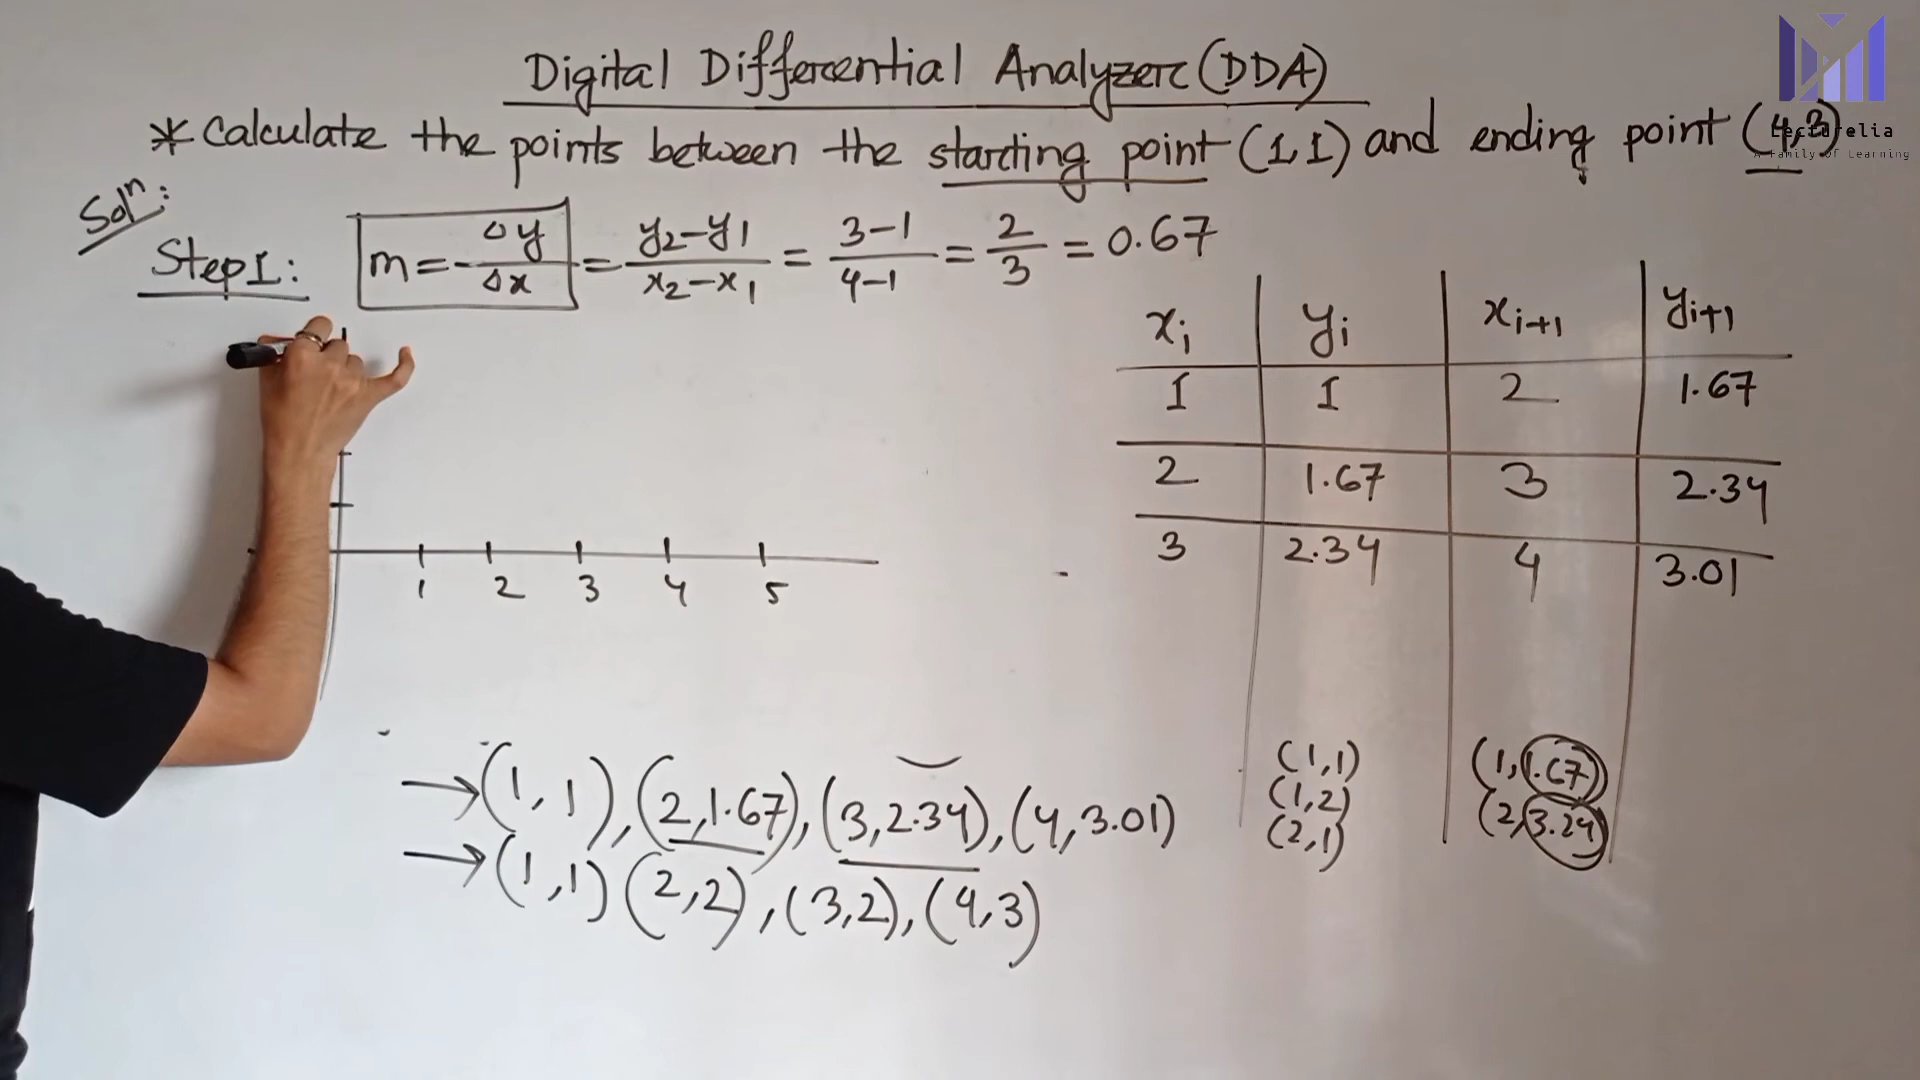 Digital Differential Analyzer (DDA)
* Calculate the points between the starting point (1,1) and ending point (4,3)
Lecturelia
A Family Of Learning
Solⁿ:
Step 1: m = Δy/Δx = y₂-y₁/x₂-x₁ = 3-1/4-1 = 2/3 = 0.67
xᵢ yᵢ xᵢ₊₁ yᵢ₊₁
1 1 2 1.67
2 1.67 3 2.34
3 2.34 4 3.01
1 2 3 4 5
(1,1) (1,1.67)
(1,2) (2,3.24)
(2,1)
→ (1,1), (2,1.67), (3,2.34), (4,3.01)
→ (1,1) (2,2), (3,2), (4,3)